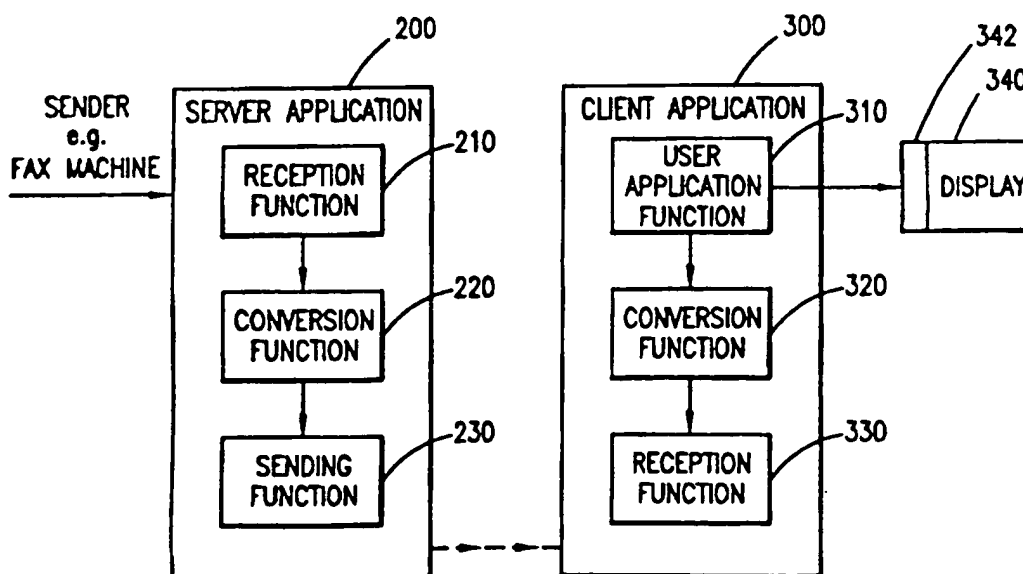 200
300
342
340
SENDER
e.g.
FAX MACHINE
SERVER APPLICATION
210
RECEPTION
FUNCTION
220
CONVERSION
FUNCTION
230
SENDING
FUNCTION
CLIENT APPLICATION
310
USER
APPLICATION
FUNCTION
320
CONVERSION
FUNCTION
330
RECEPTION
FUNCTION
DISPLAY